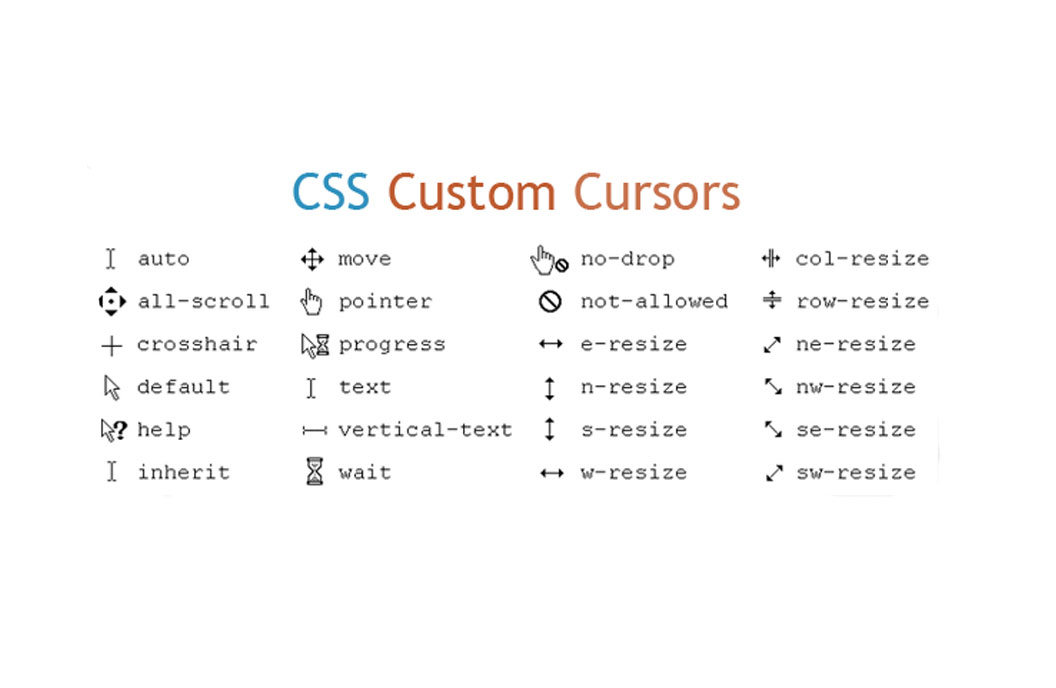 CSS Custom Cursors
auto move no-drop col-resize
all-scroll pointer not-allowed row-resize
crosshair progress e-resize ne-resize
default text n-resize nw-resize
help vertical-text s-resize se-resize
inherit wait w-resize sw-resize